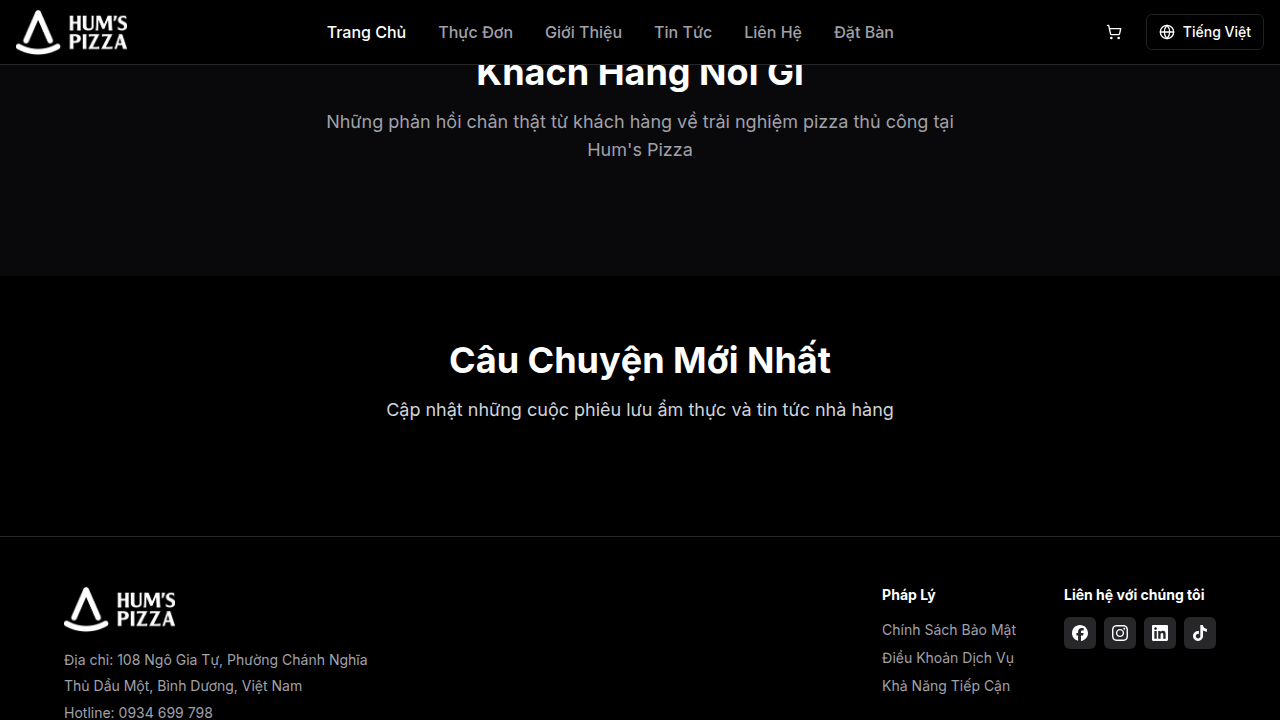 HUM'S
PIZZA
Trang Chủ
Thực Đơn
Giới Thiệu
Tin Tức
Liên Hệ
Đặt Bàn
Tiếng Việt
Khách Hàng Nói Gì
Những phản hồi chân thật từ khách hàng về trải nghiệm pizza thủ công tại
Hum's Pizza
Câu Chuyện Mới Nhất
Cập nhật những cuộc phiêu lưu ẩm thực và tin tức nhà hàng
HUM'S
PIZZA
Địa chỉ: 108 Ngô Gia Tự, Phường Chánh Nghĩa
Thủ Dầu Một, Bình Dương, Việt Nam
Hotline: 0934 699 798
Pháp Lý
Chính Sách Bảo Mật
Điều Khoản Dịch Vụ
Khả Năng Tiếp Cận
Liên hệ với chúng tôi